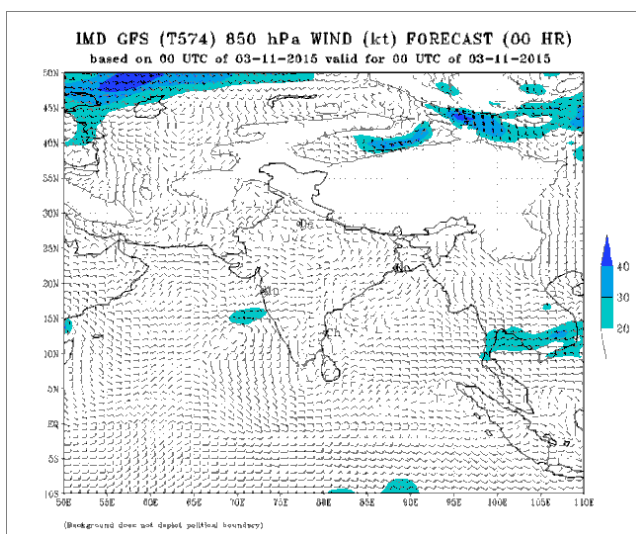 IMD GFS (T574) 850 hPa WIND (kt) FORECAST (00 HR)
based on 00 UTC of 03-11-2015 valid for 00 UTC of 03-11-2015
50N
45N
40N
35N
30N
25N
20N
15N
10N
5N
EQ
5S
10S
50E 55E 60E 65E 70E 75E 80E 85E 90E 95E 100E 105E 110E
40
30
20
(Background does not depict political boundary)